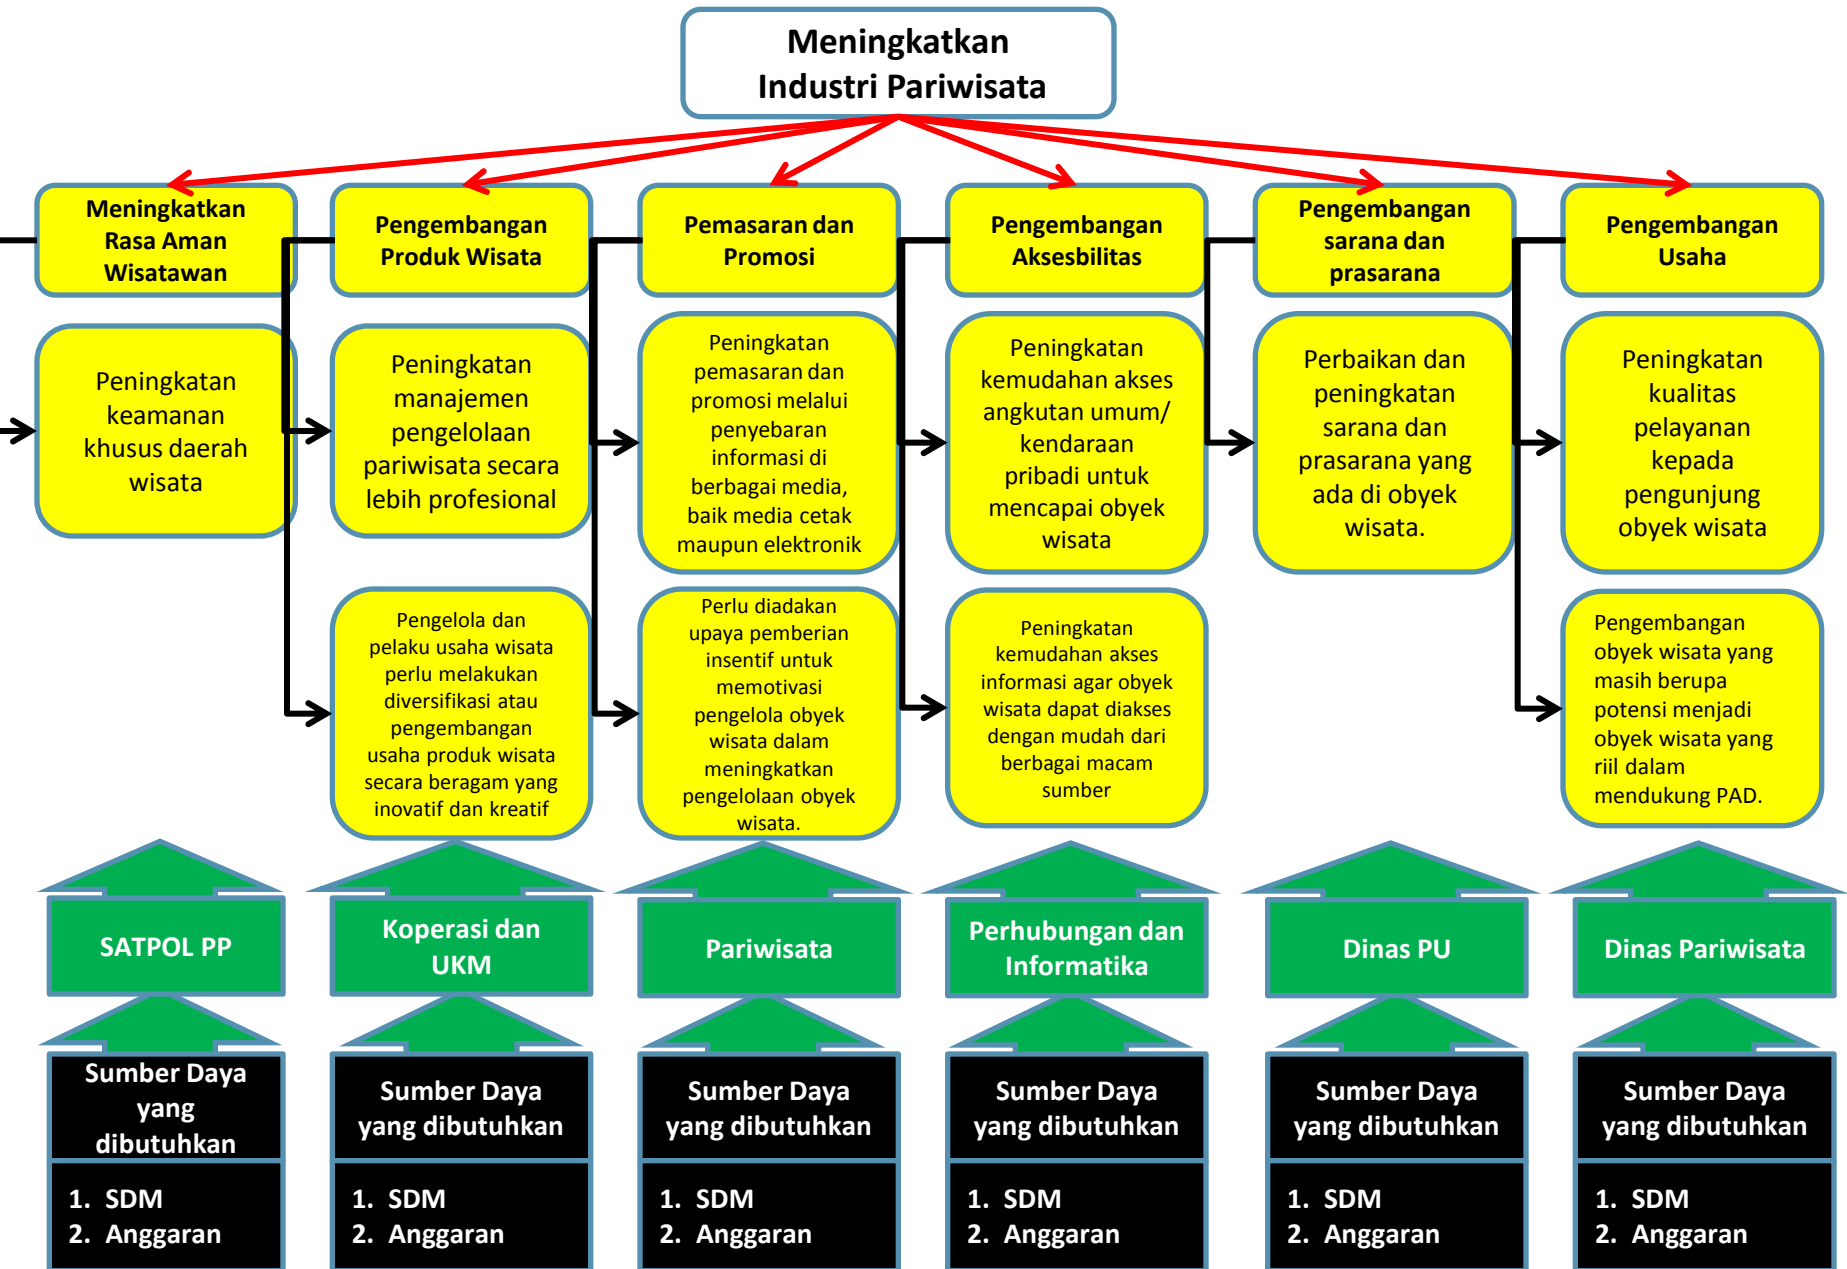 Meningkatkan
Industri Pariwisata
Meningkatkan
Rasa Aman
Wisatawan
Pengembangan
Produk Wisata
Pemasaran dan
Promosi
Pengembangan
Aksesbilitas
Pengembangan
sarana dan
prasarana
Pengembangan
Usaha
Peningkatan
keamanan
khusus daerah
wisata
Peningkatan
manajemen
pengelolaan
pariwisata secara
lebih profesional
Peningkatan
pemasaran dan
promosi melalui
penyebaran
informasi di
berbagai media,
baik media cetak
maupun elektronik
Peningkatan
kemudahan akses
angkutan umum/
kendaraan
pribadi untuk
mencapai obyek
wisata
Perbaikan dan
peningkatan
sarana dan
prasarana yang
ada di obyek
wisata.
Peningkatan
kualitas
pelayanan
kepada
pengunjung
obyek wisata
Pengelola dan
pelaku usaha wisata
perlu melakukan
diversifikasi atau
pengembangan
usaha produk wisata
secara beragam yang
inovatif dan kreatif
Perlu diadakan
upaya pemberian
insentif untuk
memotivasi
pengelola obyek
wisata dalam
meningkatkan
pengelolaan obyek
wisata.
Peningkatan
kemudahan akses
informasi agar obyek
wisata dapat diakses
dengan mudah dari
berbagai macam
sumber
Pengembangan
obyek wisata yang
masih berupa
potensi menjadi
obyek wisata yang
riil dalam
mendukung PAD.
SATPOL PP
Koperasi dan
UKM
Pariwisata
Perhubungan dan
Informatika
Dinas PU
Dinas Pariwisata
Sumber Daya
yang
dibutuhkan
Sumber Daya
yang dibutuhkan
Sumber Daya
yang dibutuhkan
Sumber Daya
yang dibutuhkan
Sumber Daya
yang dibutuhkan
Sumber Daya
yang dibutuhkan
1. SDM
2. Anggaran
1. SDM
2. Anggaran
1. SDM
2. Anggaran
1. SDM
2. Anggaran
1. SDM
2. Anggaran
1. SDM
2. Anggaran